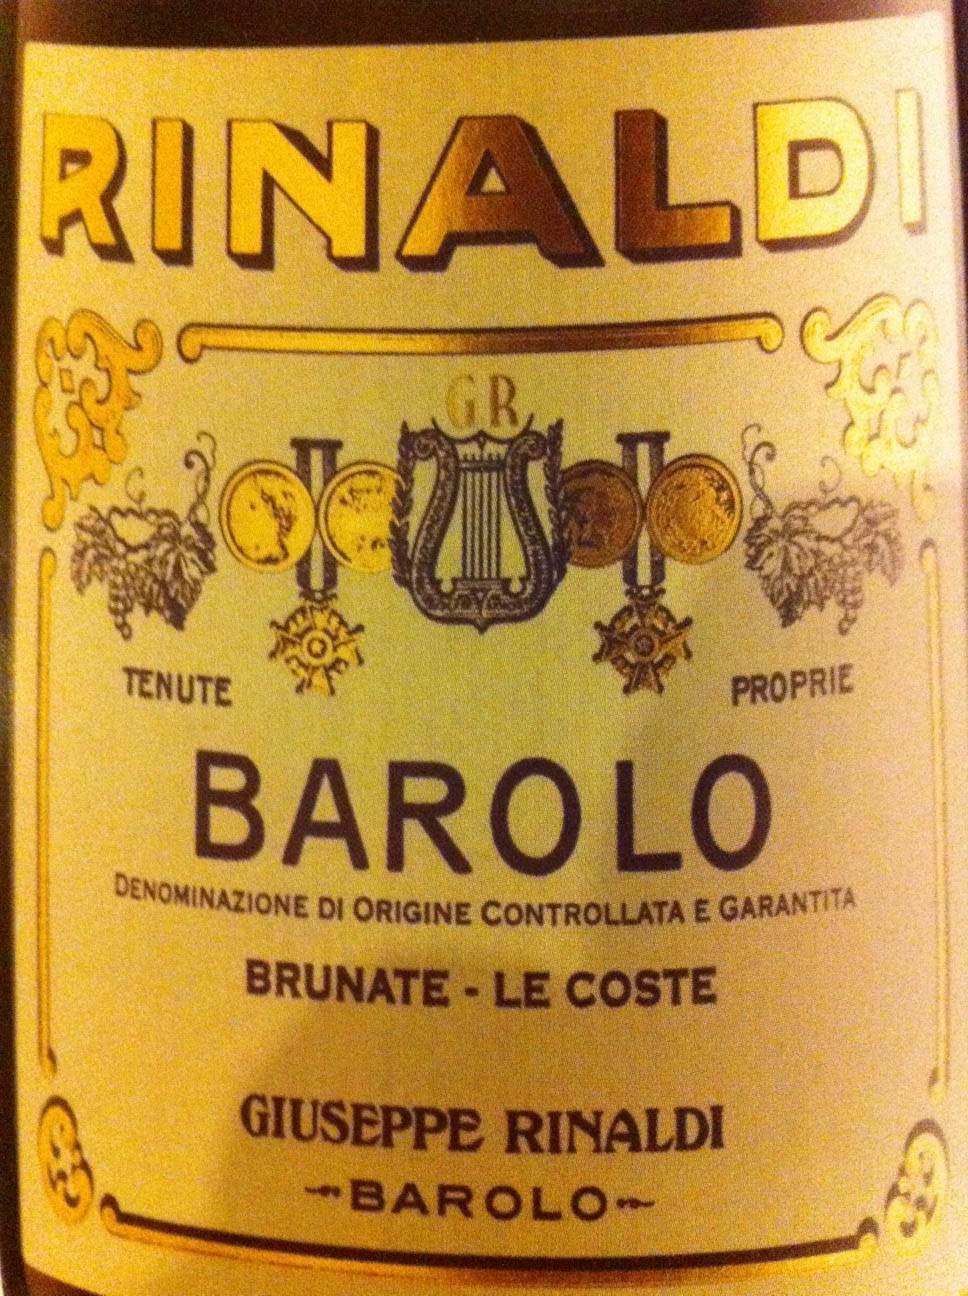 RINALDI
GR
TENUTE PROPRIE
BAROLO
DENOMINAZIONE DI ORIGINE CONTROLLATA E GARANTITA
BRUNATE - LE COSTE
GIUSEPPE RINALDI
BAROLO